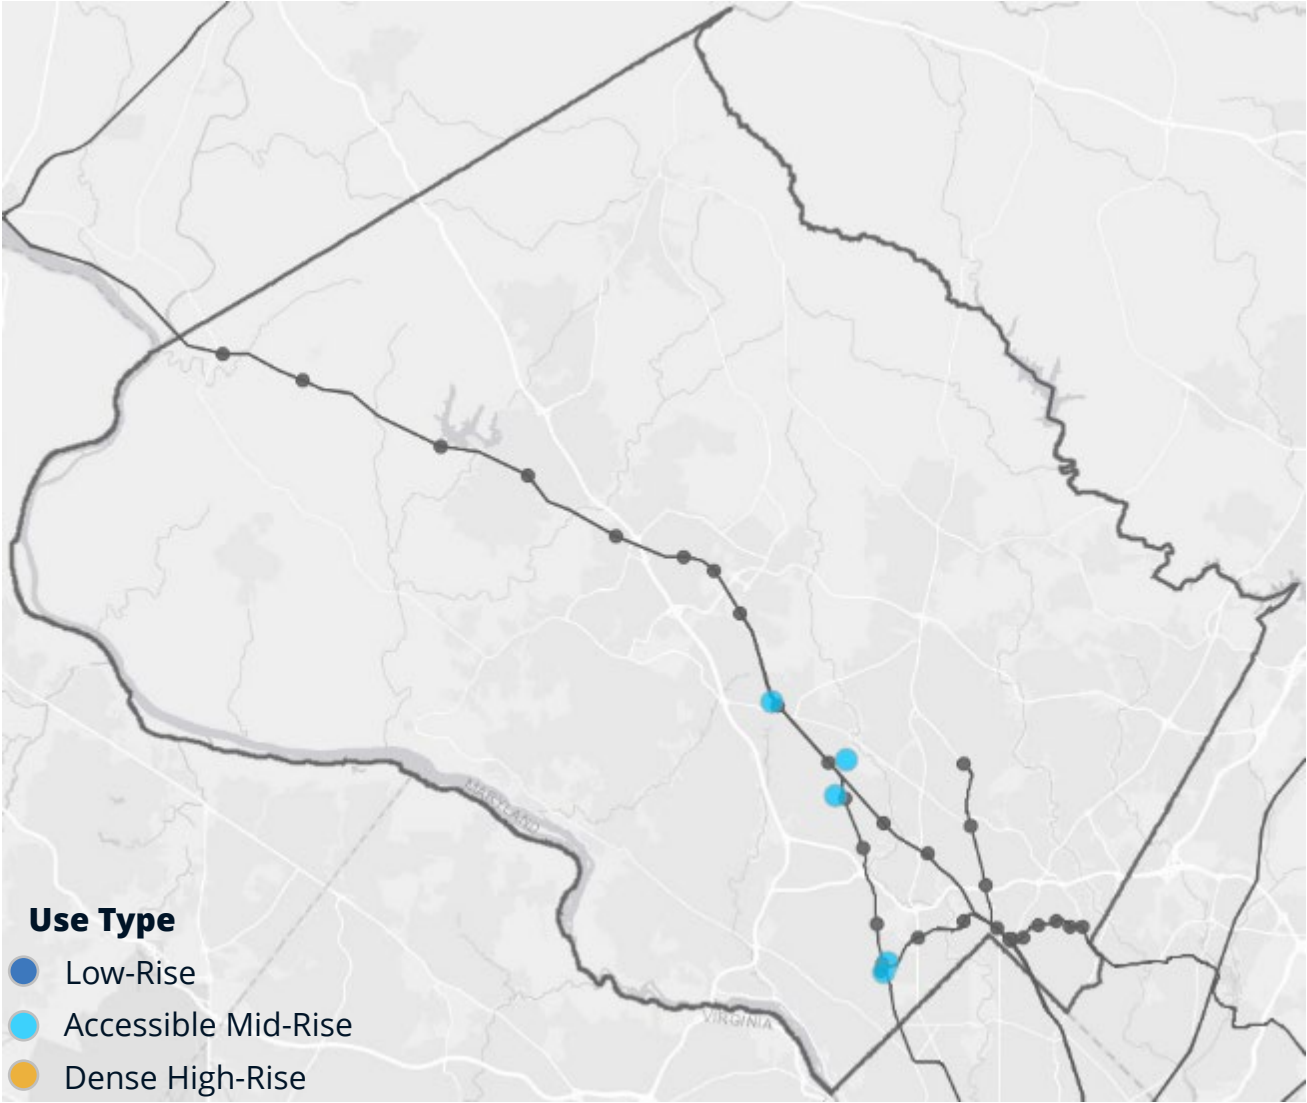 MARYLAND
Use Type
Low-Rise
VIRGINIA
Accessible Mid-Rise
Dense High-Rise